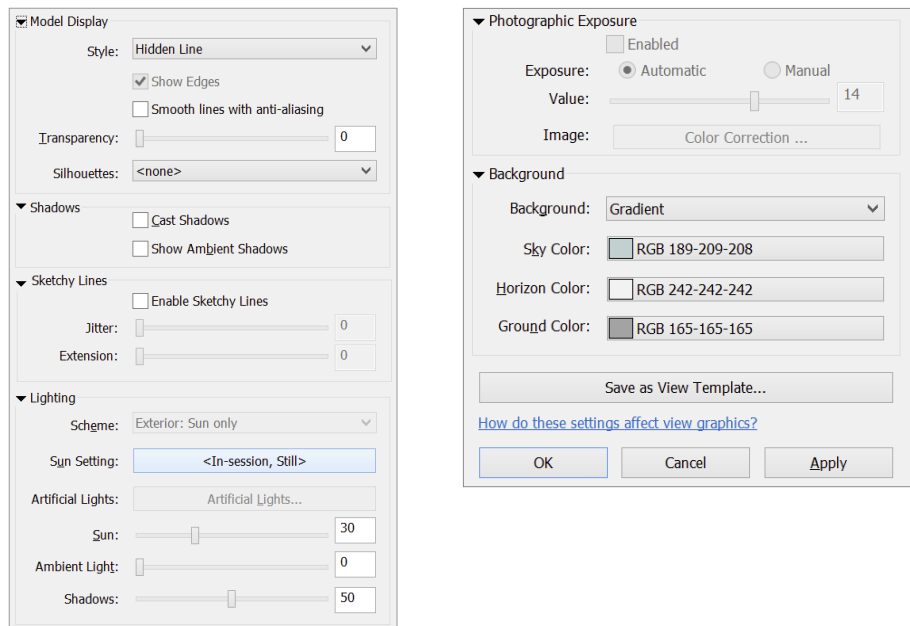 Model Display
Style: Hidden Line
Show Edges
Smooth lines with anti-aliasing
Transparency: 0
Silhouettes: <none>
Shadows
Cast Shadows
Show Ambient Shadows
Sketchy Lines
Enable Sketchy Lines
Jitter: 0
Extension: 0
Lighting
Scheme: Exterior: Sun only
Sun Setting: <In-session, Still>
Artificial Lights: Artificial Lights...
Sun: 30
Ambient Light: 0
Shadows: 50
Photographic Exposure
Enabled
Exposure: Automatic Manual
Value: 14
Image: Color Correction ...
Background
Background: Gradient
Sky Color: RGB 189-209-208
Horizon Color: RGB 242-242-242
Ground Color: RGB 165-165-165
Save as View Template...
How do these settings affect view graphics?
OK Cancel Apply